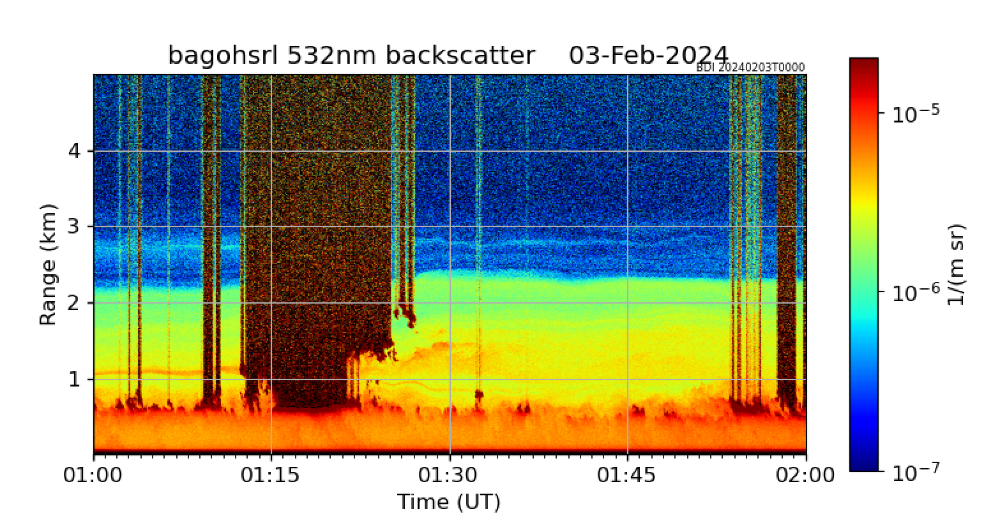 bagohsrl 532nm backscatter 03-Feb-2024
BDI 20240203T0000
10⁻⁵
4
Range (km)
3
1/(m sr)
10⁻⁶
2
1
10⁻⁷
01:00 01:15 01:30 01:45 02:00
Time (UT)